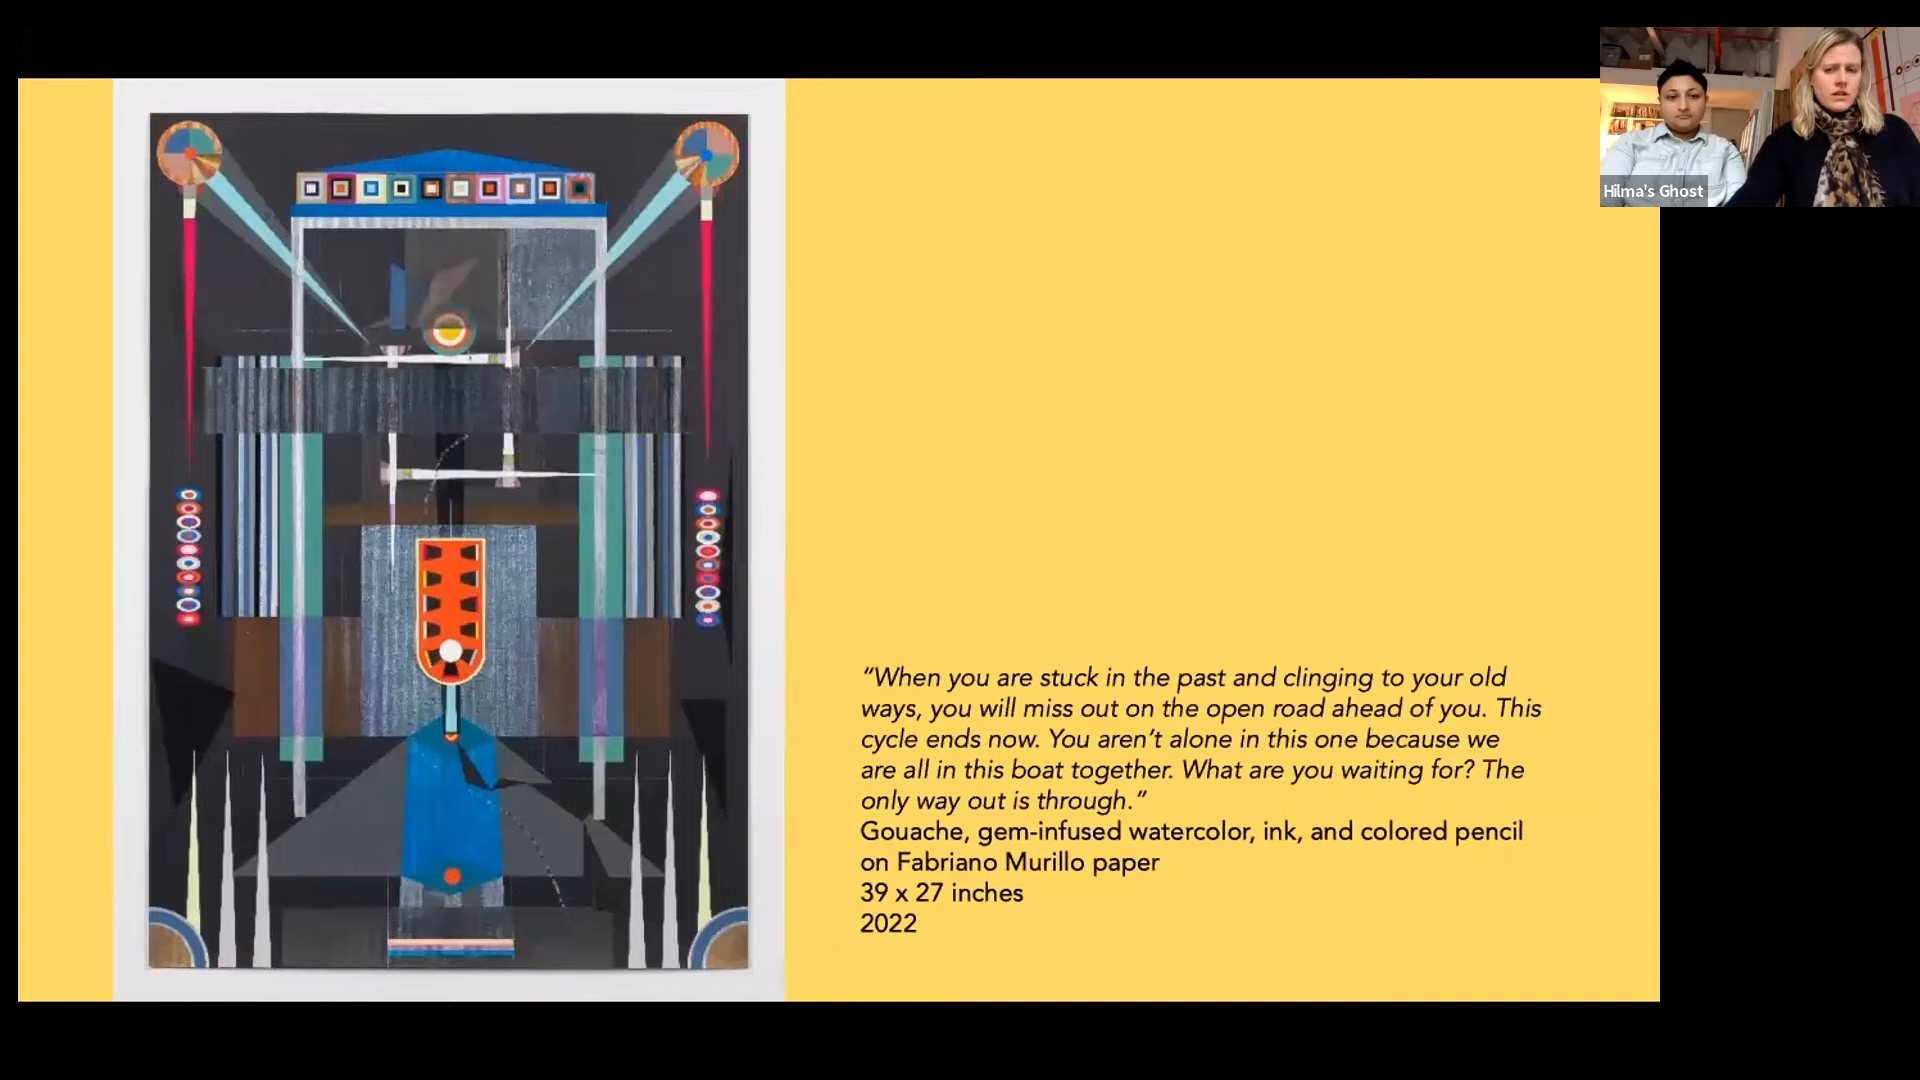 Hilma's Ghost
“When you are stuck in the past and clinging to your old
ways, you will miss out on the open road ahead of you. This
cycle ends now. You aren’t alone in this one because we
are all in this boat together. What are you waiting for? The
only way out is through.”
Gouache, gem-infused watercolor, ink, and colored pencil
on Fabriano Murillo paper
39 x 27 inches
2022